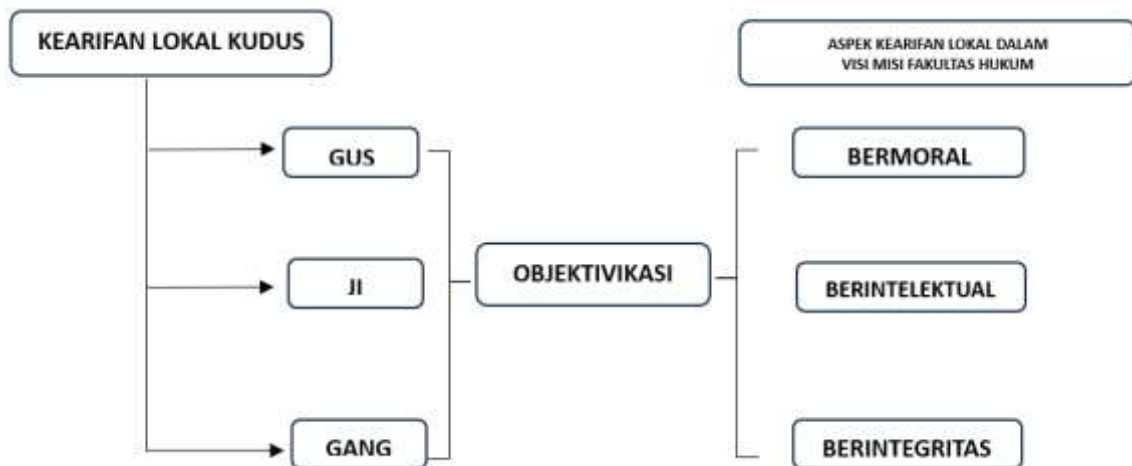 KEARIFAN LOKAL KUDUS
ASPEK KEARIFAN LOKAL DALAM
VISI MISI FAKULTAS HUKUM
GUS
BERMORAL
JI
OBJEKTIVIKASI
BERINTELEKTUAL
GANG
BERINTEGRITAS